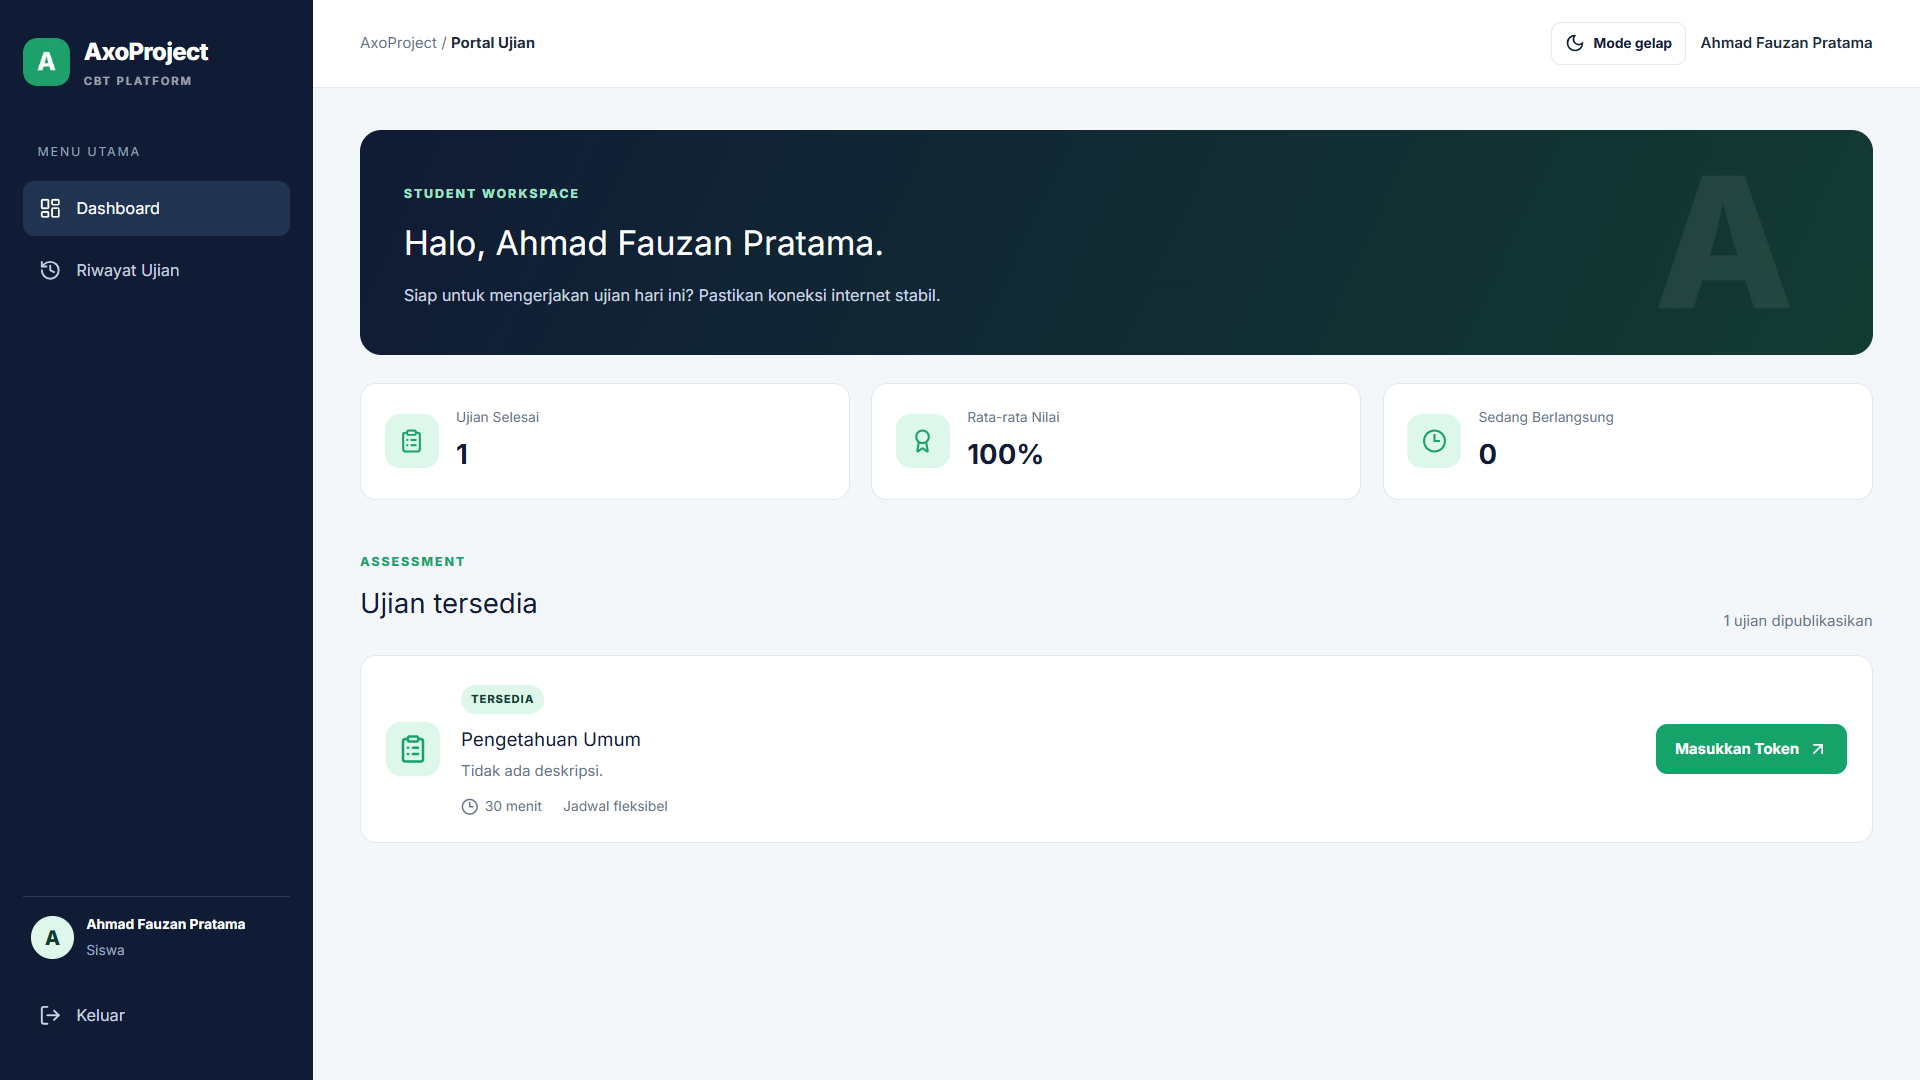 A
AxoProject
CBT PLATFORM
MENU UTAMA
Dashboard
Riwayat Ujian
Ahmad Fauzan Pratama
A
Siswa
Keluar
AxoProject / Portal Ujian
Mode gelap
Ahmad Fauzan Pratama
STUDENT WORKSPACE
Halo, Ahmad Fauzan Pratama.
Siap untuk mengerjakan ujian hari ini? Pastikan koneksi internet stabil.
A
Ujian Selesai
1
Rata-rata Nilai
100%
Sedang Berlangsung
0
ASSESSMENT
Ujian tersedia
1 ujian dipublikasikan
TERSEDIA
Pengetahuan Umum
Tidak ada deskripsi.
30 menit Jadwal fleksibel
Masukkan Token